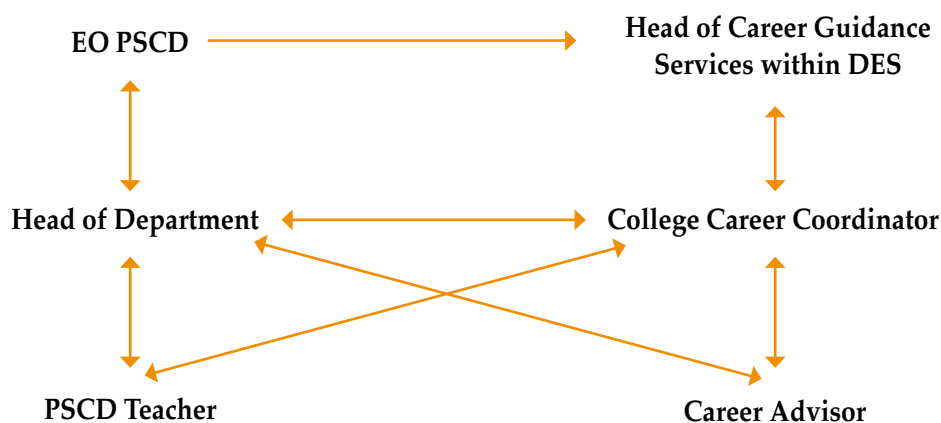 EO PSCD
Head of Career Guidance
Services within DES
Head of Department
College Career Coordinator
PSCD Teacher
Career Advisor